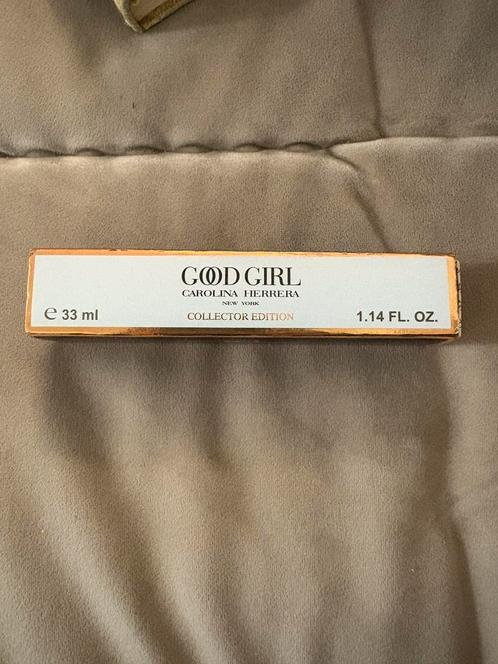 GOOD GIRL
CAROLINA HERRERA
NEW YORK
℮ 33 ml
COLLECTOR EDITION
1.14 FL. OZ.